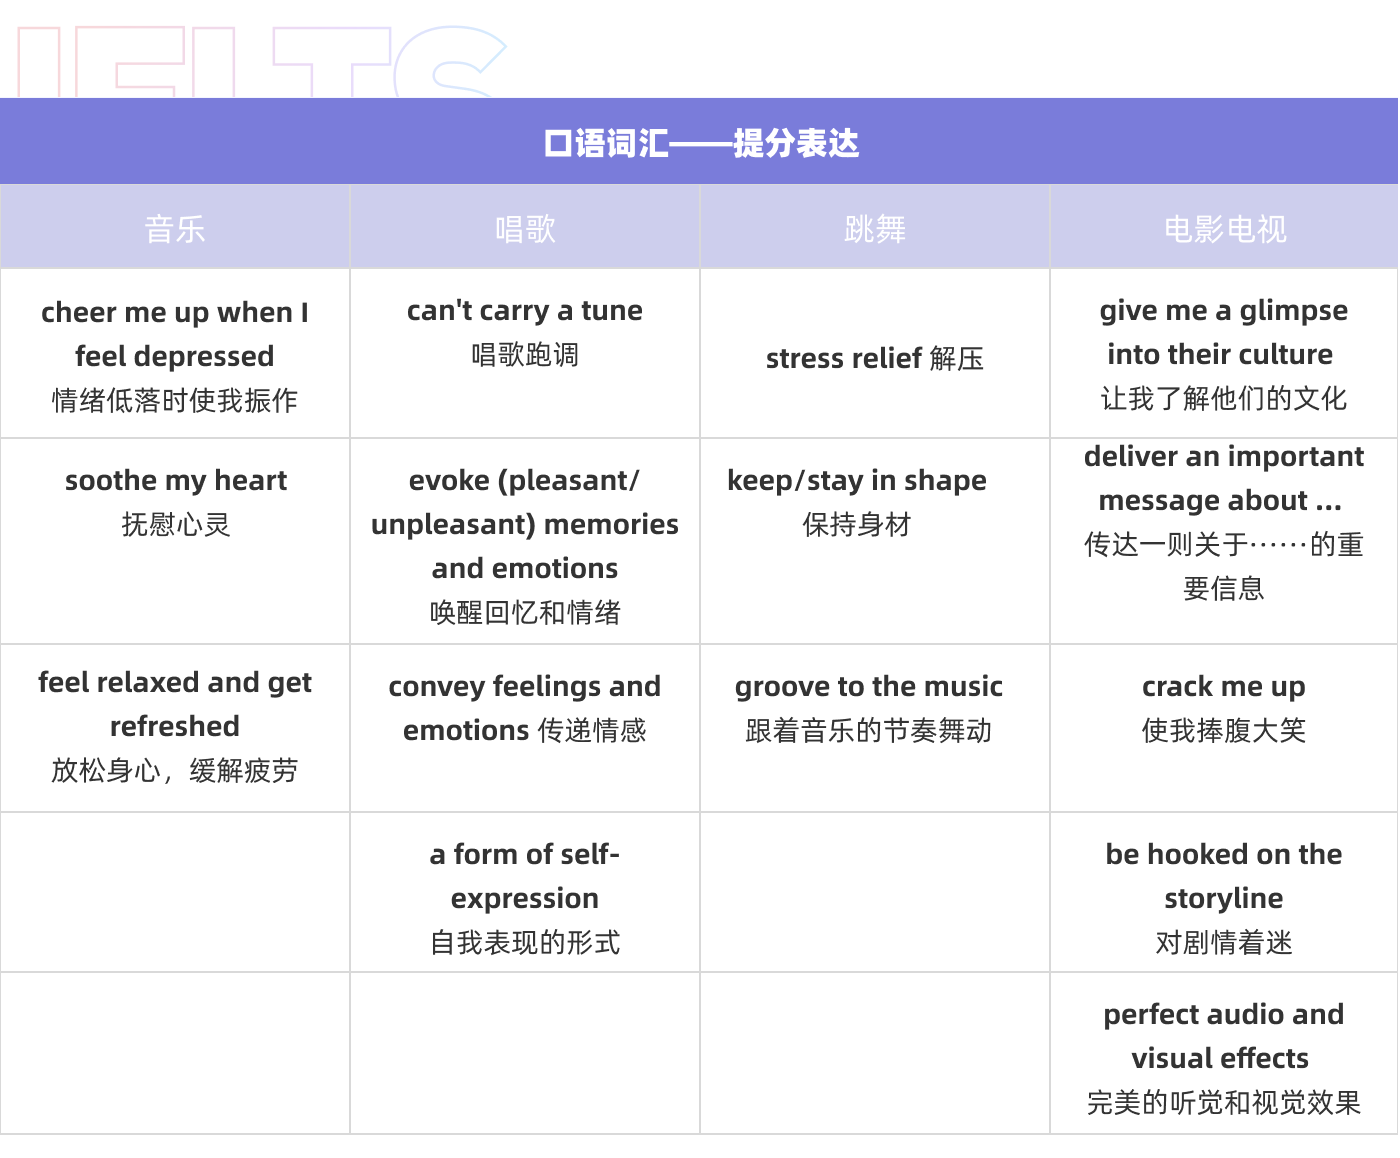 IELTS
口语词汇——提分表达
音乐 唱歌 跳舞 电影电视
cheer me up when I
feel depressed
情绪低落时使我振作
can't carry a tune
唱歌跑调
stress relief 解压
give me a glimpse
into their culture
让我了解他们的文化
soothe my heart
抚慰心灵
evoke (pleasant/
unpleasant) memories
and emotions
唤醒回忆和情绪
keep/stay in shape
保持身材
deliver an important
message about ...
传达一则关于……的重
要信息
feel relaxed and get
refreshed
放松身心，缓解疲劳
convey feelings and
emotions 传递情感
groove to the music
跟着音乐的节奏舞动
crack me up
使我捧腹大笑
a form of self-
expression
自我表现的形式
be hooked on the
storyline
对剧情着迷
perfect audio and
visual effects
完美的听觉和视觉效果